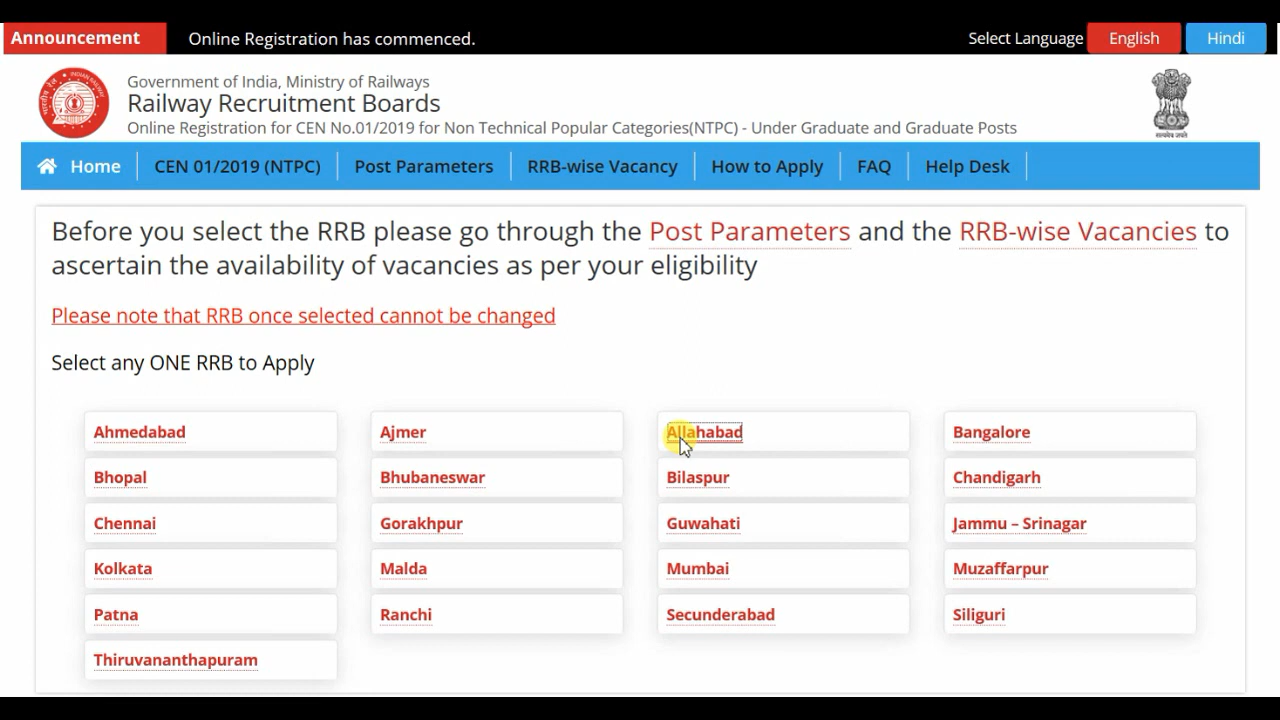 Announcement Online Registration has commenced. Select Language English Hindi
Government of India, Ministry of Railways
Railway Recruitment Boards
Online Registration for CEN No.01/2019 for Non Technical Popular Categories(NTPC) - Under Graduate and Graduate Posts
सत्यमेव जयते
Home CEN 01/2019 (NTPC) Post Parameters RRB-wise Vacancy How to Apply FAQ Help Desk
Before you select the RRB please go through the Post Parameters and the RRB-wise Vacancies to
ascertain the availability of vacancies as per your eligibility
Please note that RRB once selected cannot be changed
Select any ONE RRB to Apply
Ahmedabad Ajmer Allahabad Bangalore
Bhopal Bhubaneswar Bilaspur Chandigarh
Chennai Gorakhpur Guwahati Jammu – Srinagar
Kolkata Malda Mumbai Muzaffarpur
Patna Ranchi Secunderabad Siliguri
Thiruvananthapuram